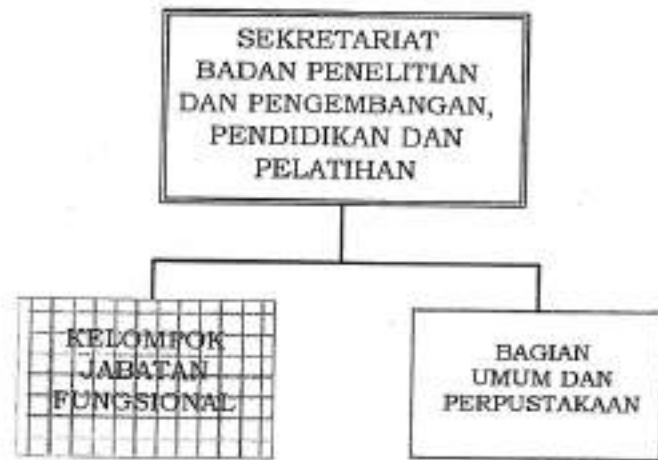 SEKRETARIAT
BADAN PENELITIAN
DAN PENGEMBANGAN,
PENDIDIKAN DAN
PELATIHAN
KELOMPOK
JABATAN
FUNGSIONAL
BAGIAN
UMUM DAN
PERPUSTAKAAN